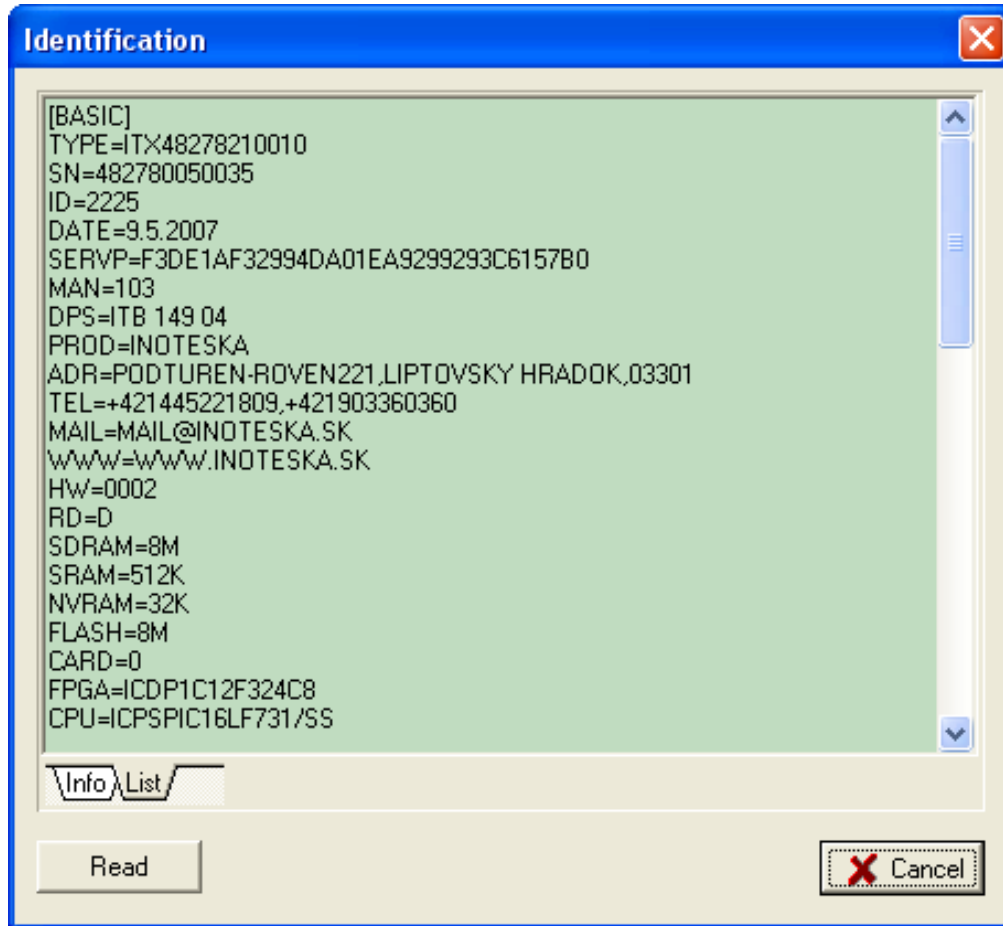 Identification
[BASIC]
TYPE=ITX48278210010
SN=482780050035
ID=2225
DATE=9.5.2007
SERVP=F3DE1AF32994DA01EA9299293C6157B0
MAN=103
DPS=ITB 149 04
PROD=INOTESKA
ADR=PODTUREN-ROVEN221,LIPTOVSKY HRADOK,03301
TEL=+421445221809,+421903360360
MAIL=MAIL@INOTESKA.SK
WWW=WWW.INOTESKA.SK
HW=0002
RD=D
SDRAM=8M
SRAM=512K
NVRAM=32K
FLASH=8M
CARD=0
FPGA=ICDP1C12F324C8
CPU=ICPSPIC16LF731/SS
Info List
Read Cancel